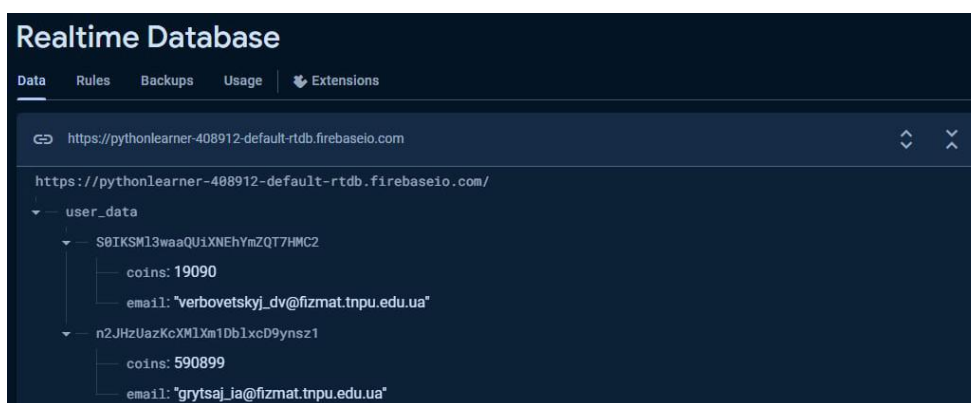 Realtime Database
Data Rules Backups Usage Extensions
https://pythonlearner-408912-default-rtdb.firebaseio.com
https://pythonlearner-408912-default-rtdb.firebaseio.com/
user_data
S0IKSMl3waaQUiXNEhYmZQT7HMC2
coins: 19090
email: "verbovetskyj_dv@fizmat.tnpu.edu.ua"
n2JHzUazKcXMlXm1DblxcD9ynsz1
coins: 590899
email: "grytsaj_ia@fizmat.tnpu.edu.ua"